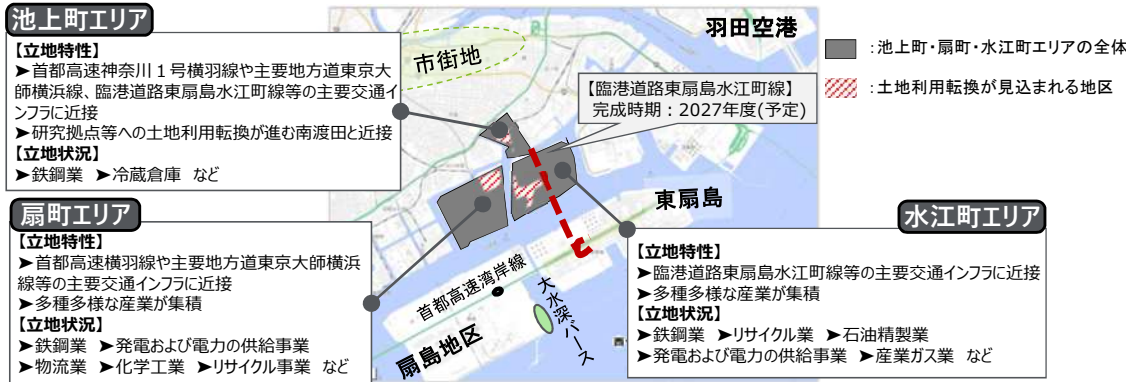 池上町エリア
【立地特性】
➤首都高速神奈川1号横羽線や主要地方道東京大
師横浜線、臨港道路東扇島水江町線等の主要交通イ
ンフラに近接
➤研究拠点等への土地利用転換が進む南渡田と近接
【立地状況】
➤鉄鋼業 ➤冷蔵倉庫 など
扇町エリア
【立地特性】
➤首都高速横羽線や主要地方道東京大師横浜
線等の主要交通インフラに近接
➤多種多様な産業が集積
【立地状況】
➤鉄鋼業 ➤発電および電力の供給事業
➤物流業 ➤化学工業 ➤リサイクル事業 など
市街地
羽田空港
【臨港道路東扇島水江町線】
完成時期：2027年度(予定)
東扇島
首都高速湾岸線
大水深バース
扇島地区
：池上町・扇町・水江町エリアの全体
：土地利用転換が見込まれる地区
水江町エリア
【立地特性】
➤臨港道路東扇島水江町線等の主要交通インフラに近接
➤多種多様な産業が集積
【立地状況】
➤鉄鋼業 ➤リサイクル業 ➤石油精製業
➤発電および電力の供給事業 ➤産業ガス業 など